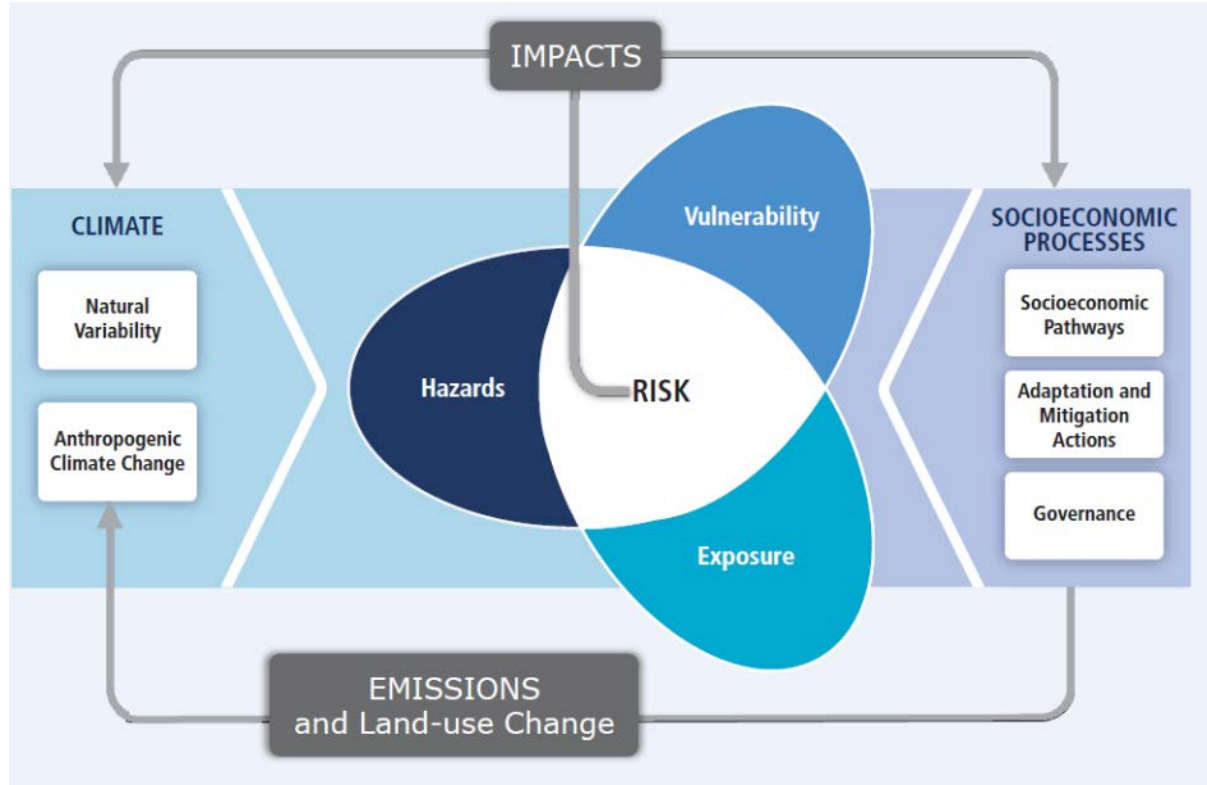 IMPACTS
CLIMATE
Natural
Variability
Anthropogenic
Climate Change
Vulnerability
Hazards
RISK
Exposure
SOCIOECONOMIC
PROCESSES
Socioeconomic
Pathways
Adaptation and
Mitigation
Actions
Governance
EMISSIONS
and Land-use Change